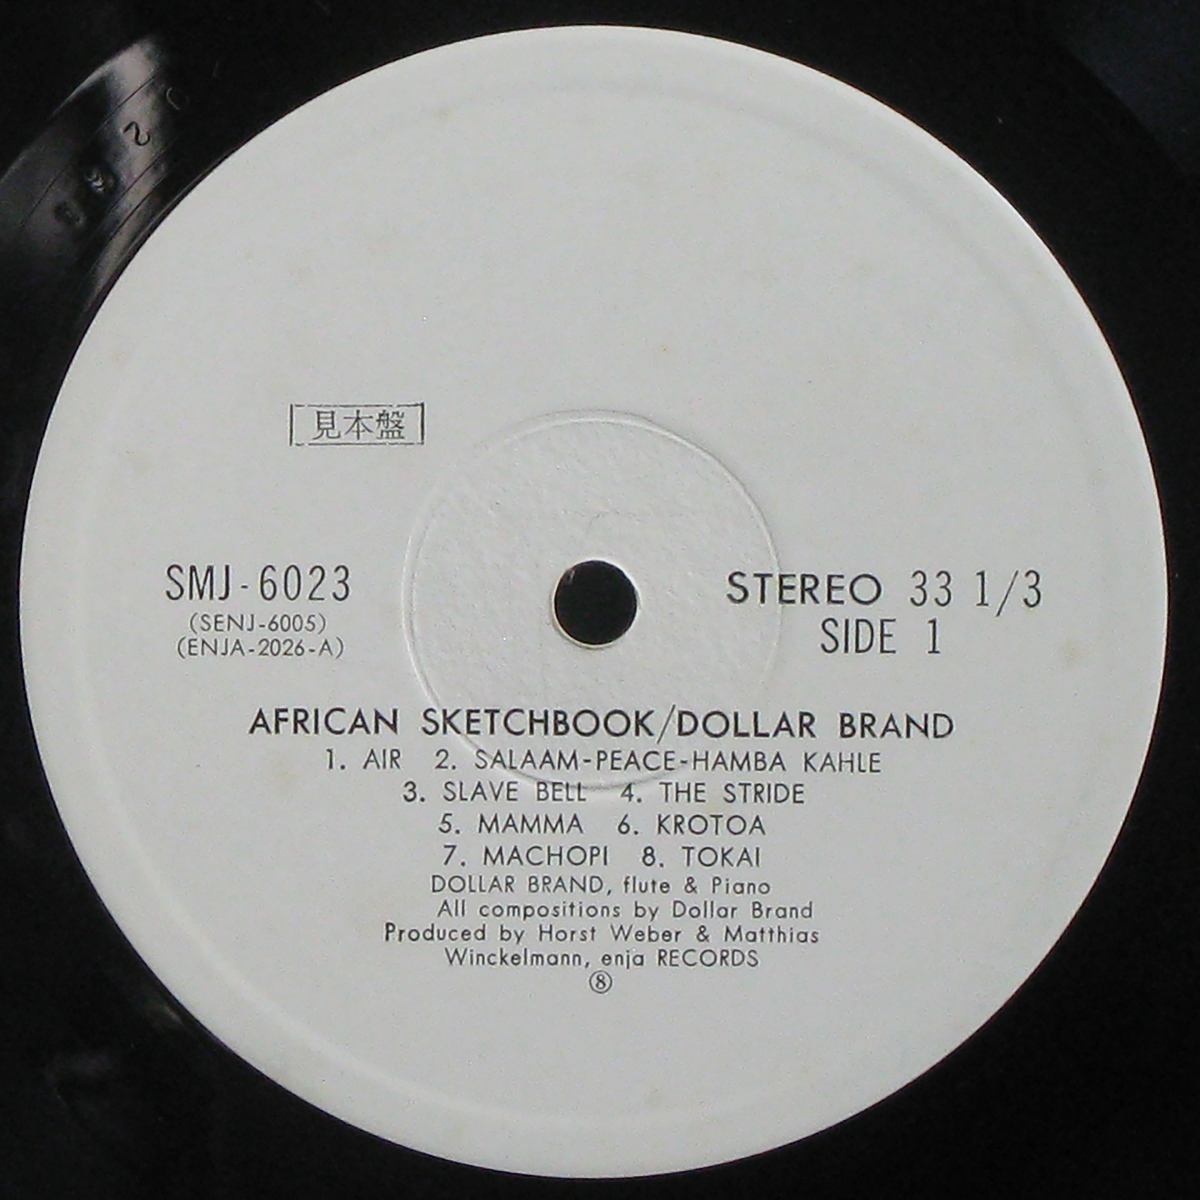 見本盤
SMJ-6023
(SENJ-6005)
(ENJA-2026-A)
STEREO 33 1/3
SIDE 1
AFRICAN SKETCHBOOK/DOLLAR BRAND
1. AIR 2. SALAAM-PEACE-HAMBA KAHLE
3. SLAVE BELL 4. THE STRIDE
5. MAMMA 6. KROTOA
7. MACHOPI 8. TOKAI
DOLLAR BRAND, flute & Piano
All compositions by Dollar Brand
Produced by Horst Weber & Matthias
Winckelmann, enja RECORDS
⑧